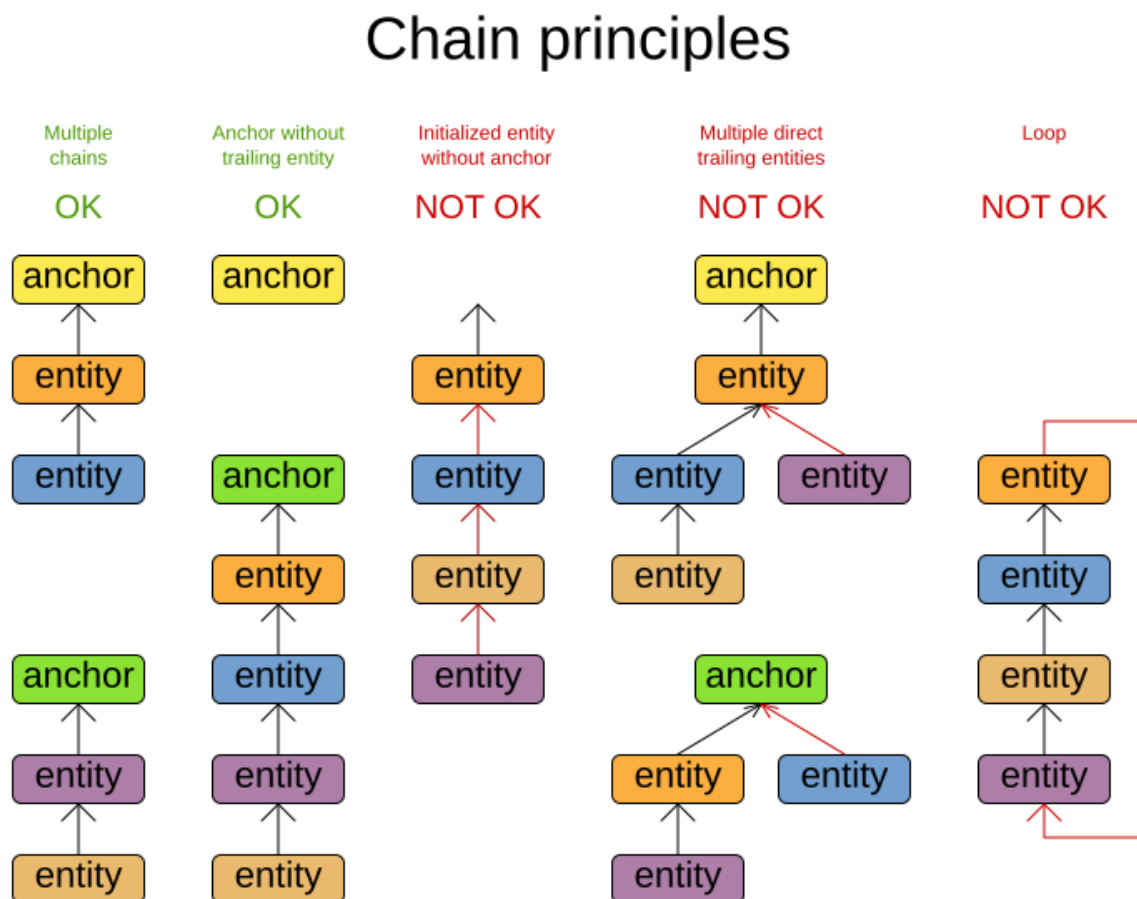 Chain principles
Multiple
chains
OK
Anchor without
trailing entity
OK
Initialized entity
without anchor
NOT OK
Multiple direct
trailing entities
NOT OK
Loop
NOT OK
anchor
entity
entity
anchor
entity
entity
anchor
anchor
entity
entity
entity
entity
entity
entity
entity
entity
anchor
entity
entity
entity
entity
anchor
entity
entity
entity
entity
entity
entity
entity